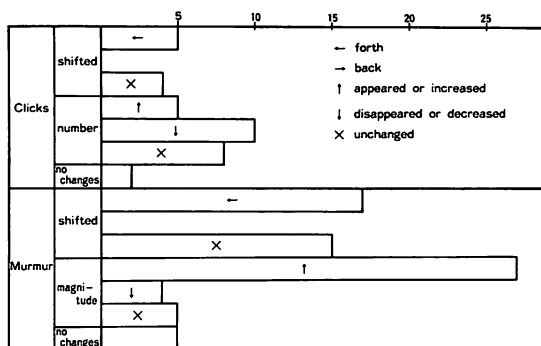 5 10 15 20 25
← forth
→ back
↑ appeared or increased
↓ disappeared or decreased
× unchanged
Clicks
shifted
←
×
number
↑
↓
×
no
changes
Murmur
shifted
←
×
magni-
tude
↑
↓
×
no
changes